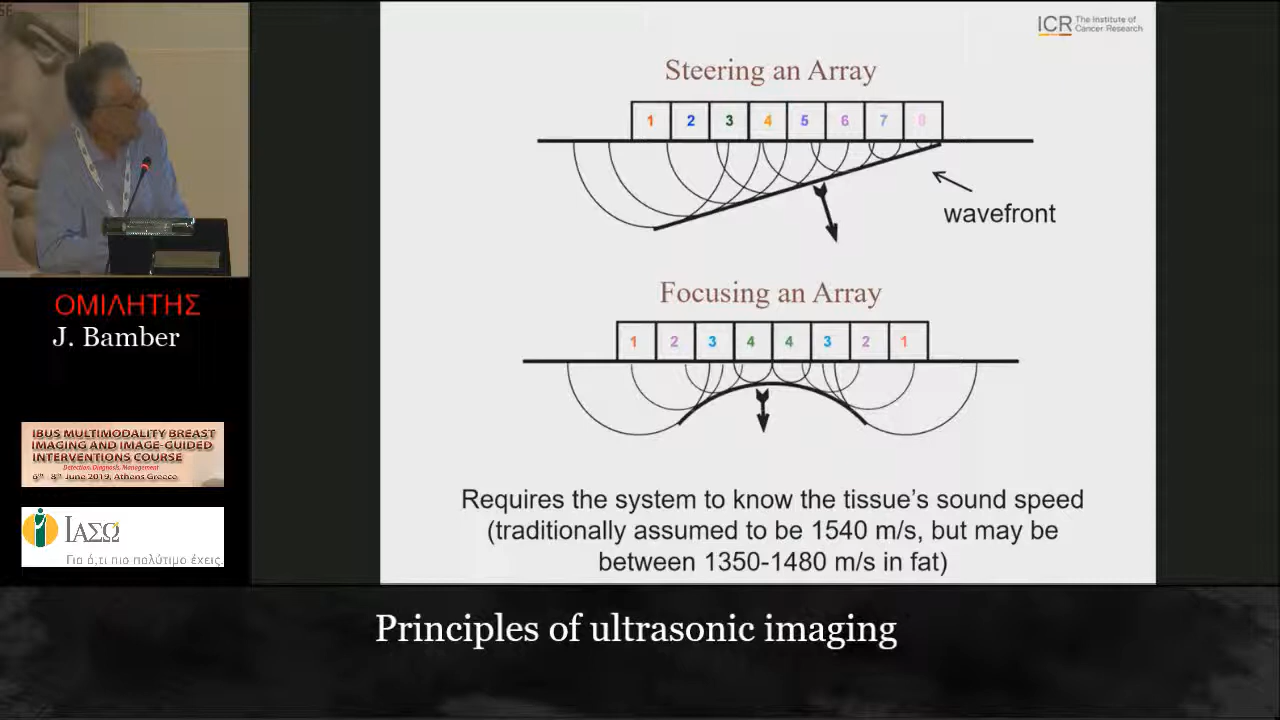 ICR The Institute of
Cancer Research
Steering an Array
1 2 3 4 5 6 7 8
wavefront
Focusing an Array
1 2 3 4 4 3 2 1
Requires the system to know the tissue's sound speed
(traditionally assumed to be 1540 m/s, but may be
between 1350-1480 m/s in fat)
ΟΜΙΛΗΤΗΣ
J. Bamber
IBUS MULTIMODALITY BREAST
IMAGING AND IMAGE-GUIDED
INTERVENTIONS COURSE
Detection, Diagnosis, Management
6th - 8th June 2019, Athens Greece
ΙΑΣΩ
Για ό,τι πιο πολύτιμο έχεις.
Principles of ultrasonic imaging